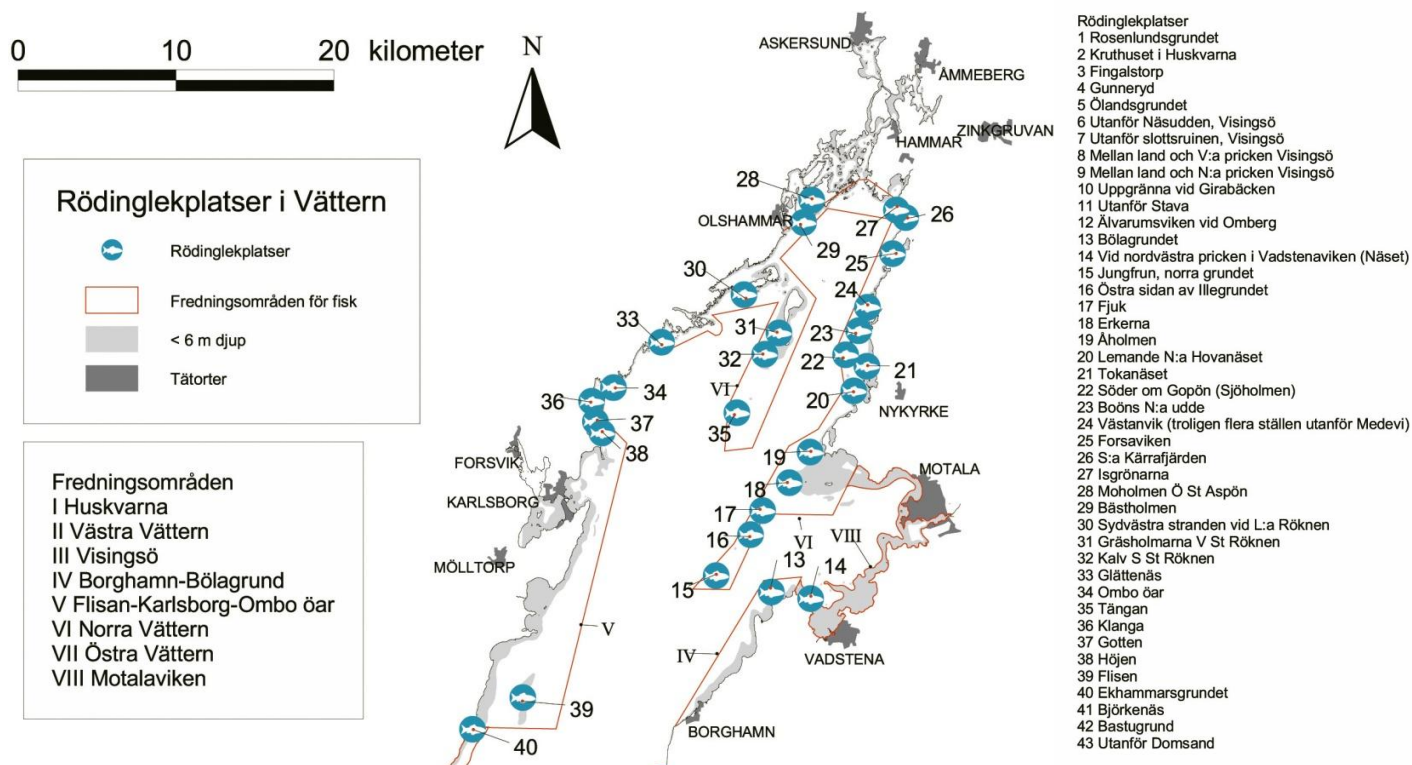 0 10 20 kilometer
N
Rödinglekplatser i Vättern
Rödinglekplatser
Fredningsområden för fisk
< 6 m djup
Tätorter
Fredningsområden
I Huskvarna
II Västra Vättern
III Visingsö
IV Borghamn-Bölagrund
V Flisan-Karlsborg-Ombo öar
VI Norra Vättern
VII Östra Vättern
VIII Motalaviken
ASKERSUND
ÅMMEBERG
ZINKGRUVAN
HAMMAR
28
OLSHAMMAR
27
26
29
25
30
24
33
31
23
32
22
21
34
VI
20
NYKYRKE
36
37
35
38
FORSVIK
19
MOTALA
KARLSBORG
18
17
16
VI
VIII
MÖLLTORP
13
14
15
V
IV
VADSTENA
39
BORGHAMN
40
Rödinglekplatser
1 Rosenlundsgrundet
2 Kruthuset i Huskvarna
3 Fingalstorp
4 Gunneryd
5 Ölandsgrundet
6 Utanför Näsudden, Visingsö
7 Utanför slottsruinen, Visingsö
8 Mellan land och V:a pricken Visingsö
9 Mellan land och N:a pricken Visingsö
10 Uppgränna vid Girabäcken
11 Utanför Stava
12 Älvarumsviken vid Omberg
13 Bölagrundet
14 Vid nordvästra pricken i Vadstenaviken (Näset)
15 Jungfrun, norra grundet
16 Östra sidan av Illegrundet
17 Fjuk
18 Erkerna
19 Åholmen
20 Lemande N:a Hovanäset
21 Tokanäset
22 Söder om Gopön (Sjöholmen)
23 Boöns N:a udde
24 Västanvik (troligen flera ställen utanför Medevi)
25 Forsaviken
26 S:a Kärrafjärden
27 Isgrönarna
28 Moholmen Ö St Aspön
29 Bästholmen
30 Sydvästra stranden vid L:a Röknen
31 Gräsholmarna V St Röknen
32 Kalv S St Röknen
33 Glättenäs
34 Ombo öar
35 Tängan
36 Klanga
37 Gotten
38 Höjen
39 Flisen
40 Ekhammarsgrundet
41 Björkenäs
42 Bastugrund
43 Utanför Domsand